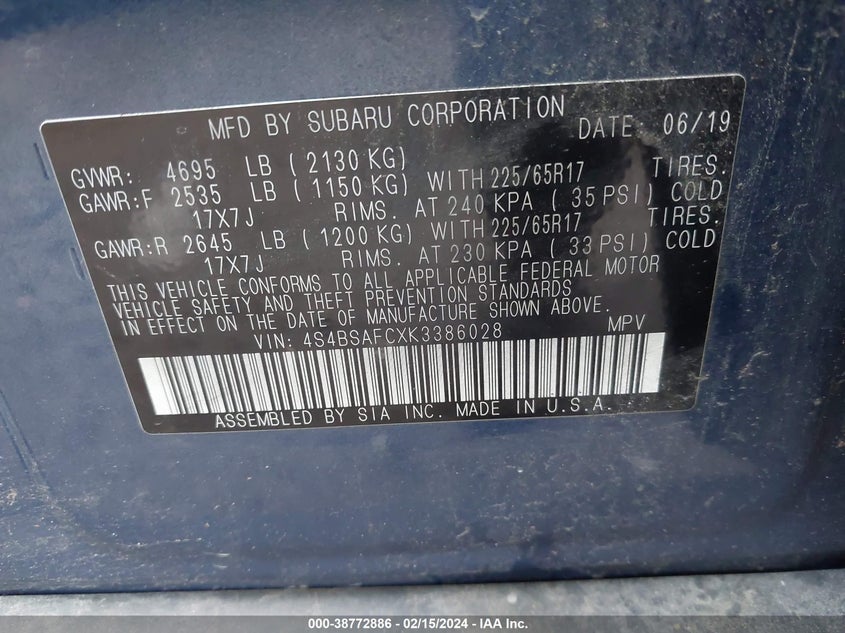 MFD BY SUBARU CORPORATION DATE: 06/19
GVWR: 4695 LB ( 2130 KG)
GAWR:F 2535 LB ( 1150 KG) WITH 225/65R17 TIRES.
17X7J RIMS. AT 240 KPA ( 35 PSI) COLD
GAWR:R 2645 LB ( 1200 KG) WITH 225/65R17 TIRES.
17X7J RIMS. AT 230 KPA ( 33 PSI) COLD
THIS VEHICLE CONFORMS TO ALL APPLICABLE FEDERAL MOTOR
VEHICLE SAFETY AND THEFT PREVENTION STANDARDS
IN EFFECT ON THE DATE OF MANUFACTURE SHOWN ABOVE.
VIN: 4S4BSAFCXK3386028 MPV
ASSEMBLED BY SIA INC. MADE IN U.S.A.
000-38772886 - 02/15/2024 - IAA Inc.